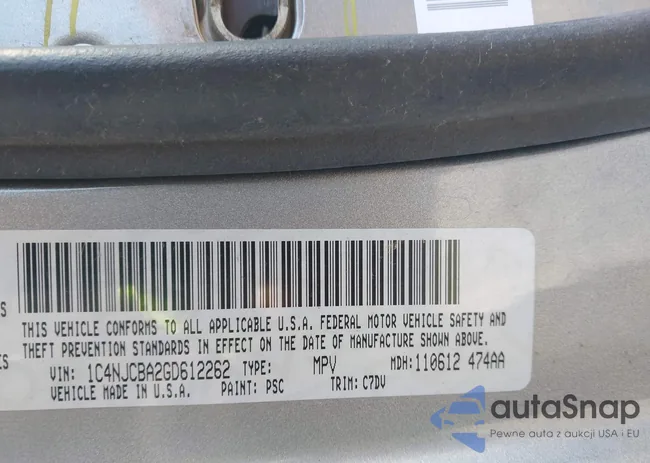 THIS VEHICLE CONFORMS TO ALL APPLICABLE U.S.A. FEDERAL MOTOR VEHICLE SAFETY AND
THEFT PREVENTION STANDARDS IN EFFECT ON THE DATE OF MANUFACTURE SHOWN ABOVE.
VIN: 1C4NJCBA2GD612262 TYPE: MPV MDH:110612 474AA
VEHICLE MADE IN U.S.A. PAINT: PSC TRIM: C7DV
autaSnap
Pewne auta z aukcji USA i EU